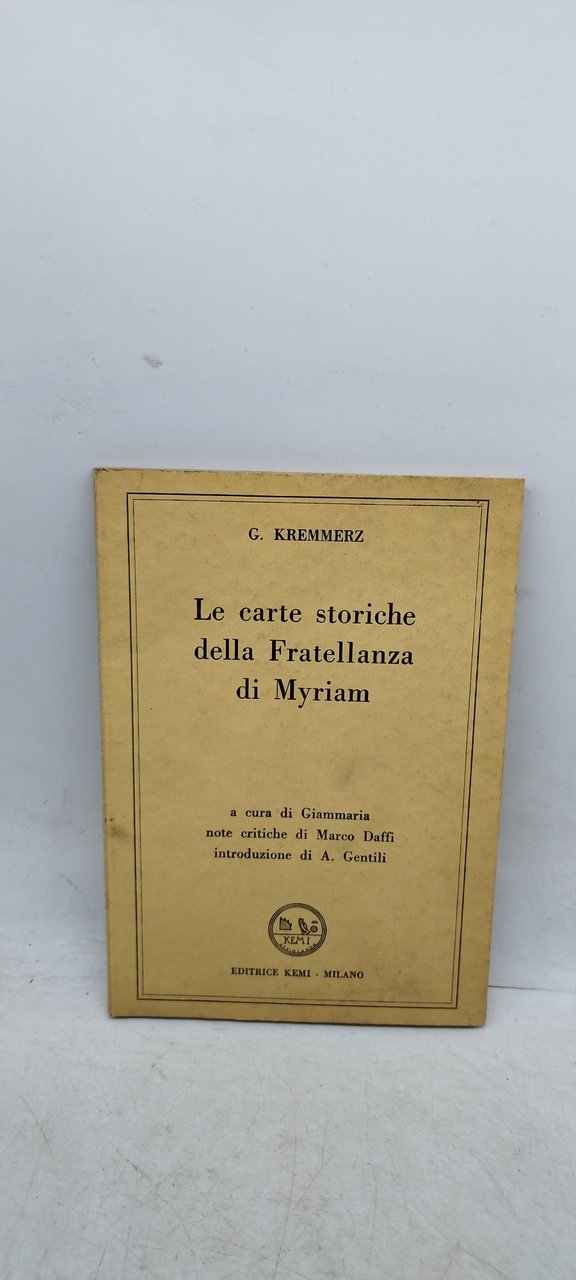 G. KREMMERZ
Le carte storiche
della Fratellanza
di Myriam
a cura di Giammaria
note critiche di Marco Daffi
introduzione di A. Gentili
KEMI
EDITRICE KEMI - MILANO